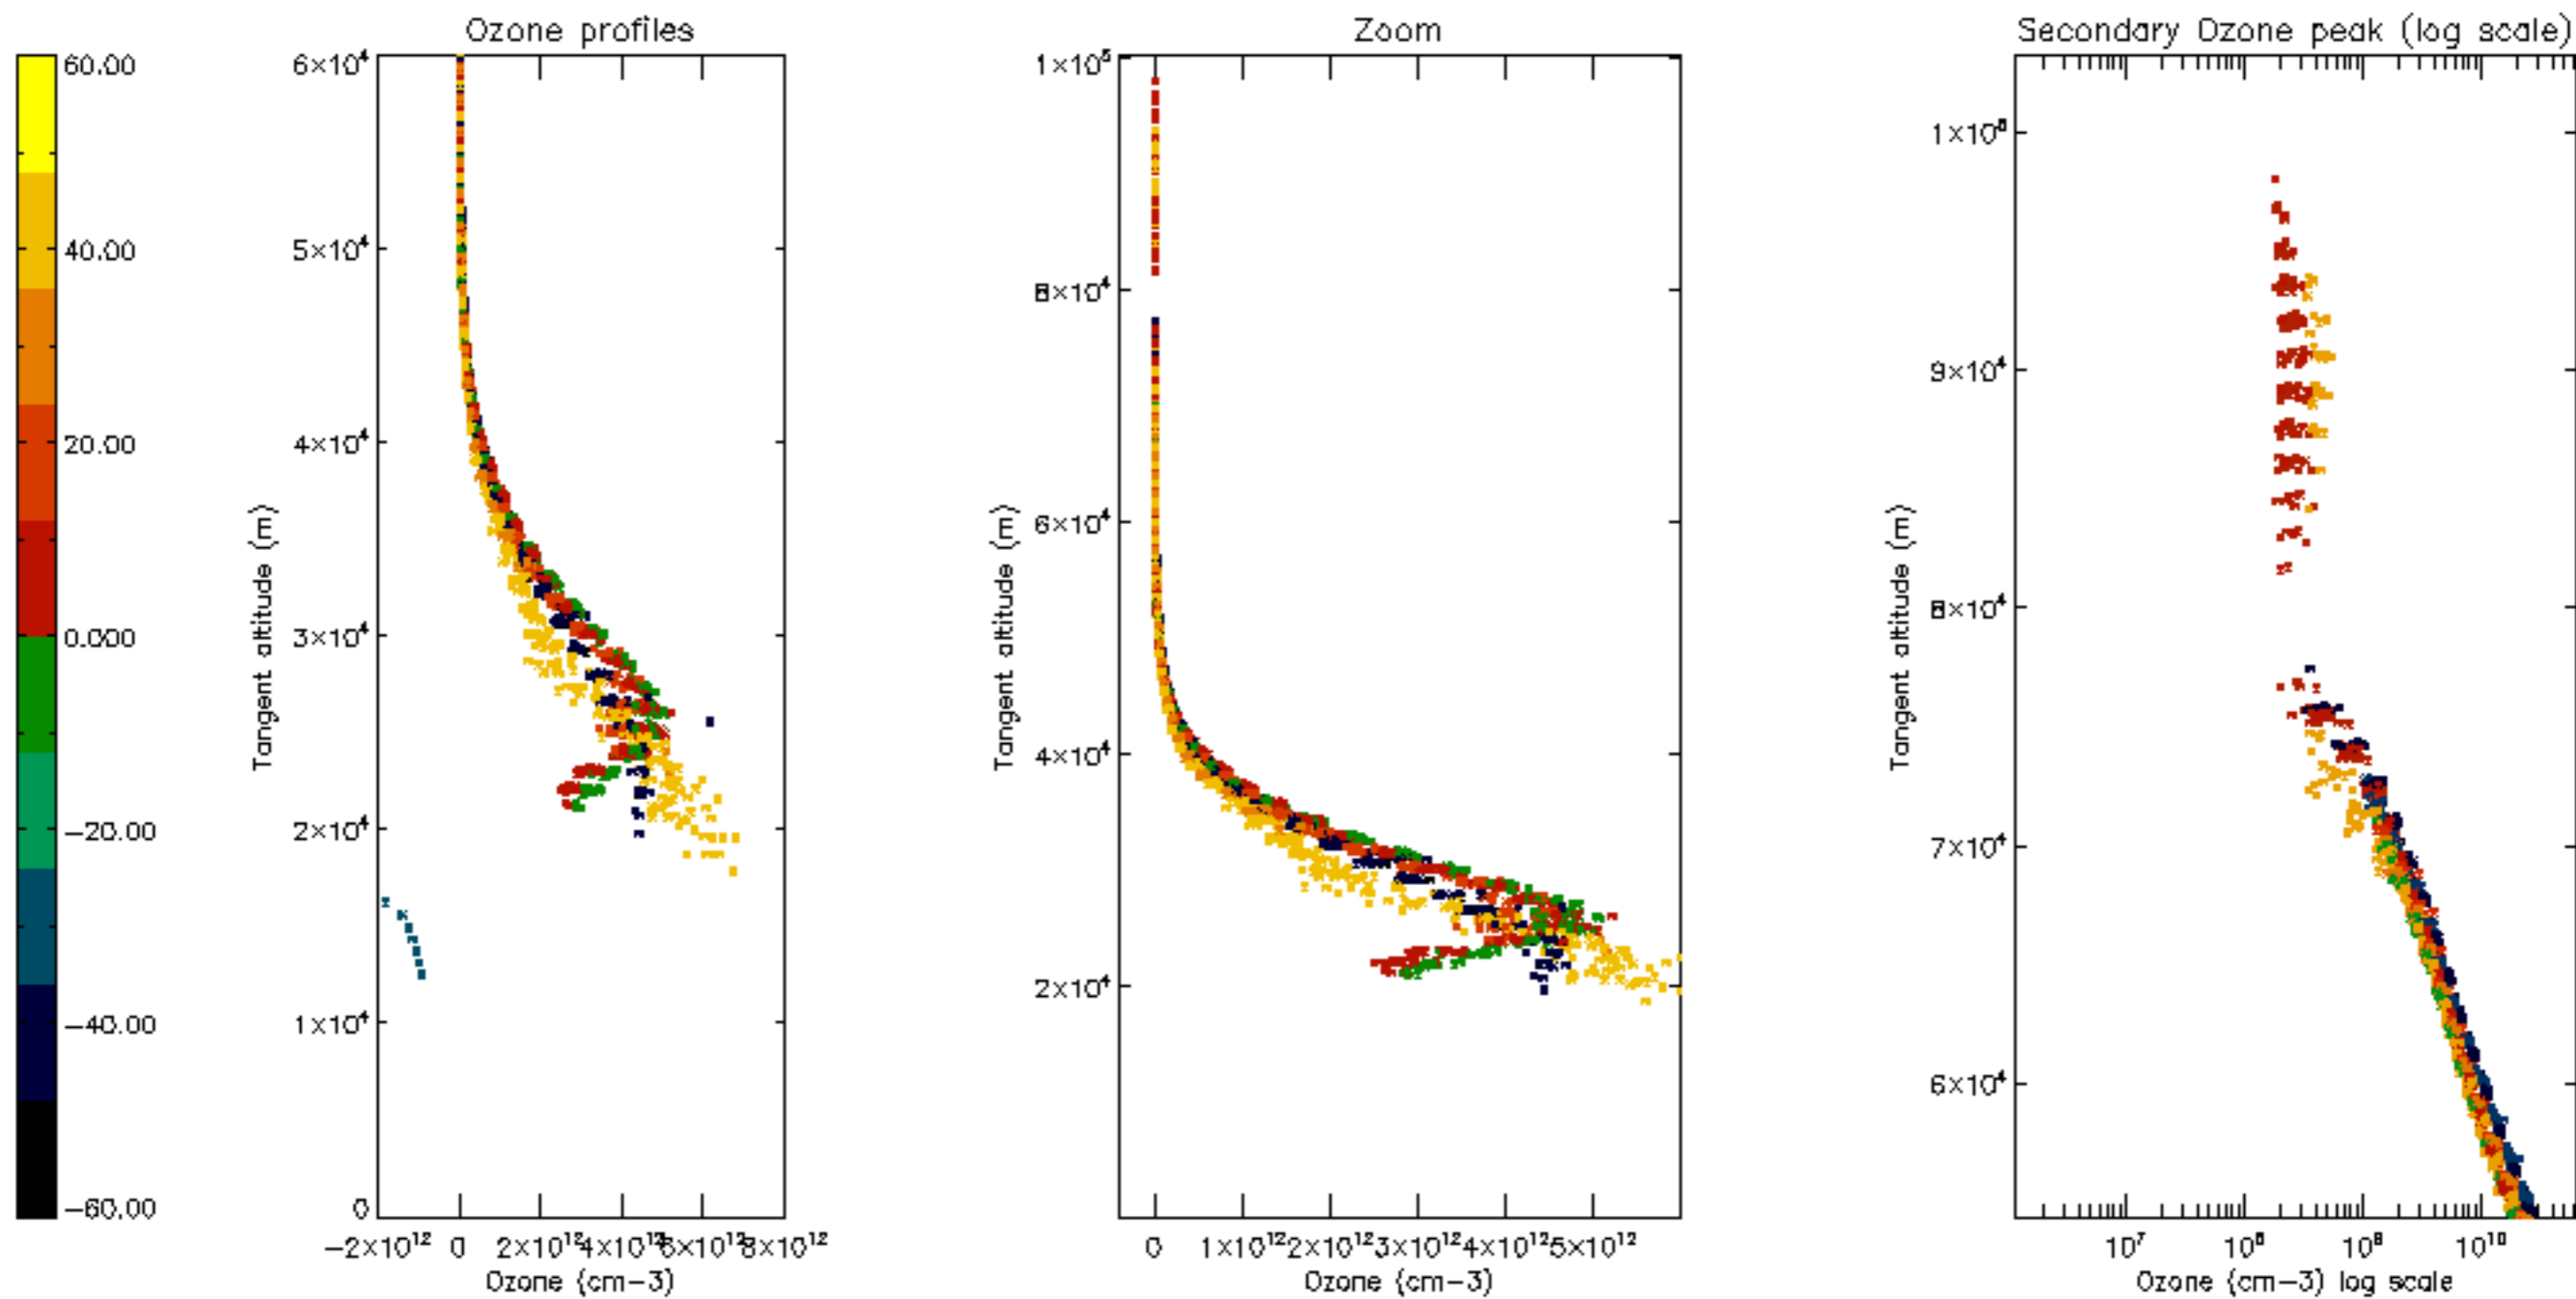 Ozone profiles
Zoom
Secondary Ozone peak (log scale)
60.00
40.00
20.00
0.000
−20.00
−40.00
−60.00
Tangent altitude (m)
6×10⁴
5×10⁴
4×10⁴
3×10⁴
2×10⁴
1×10⁴
0
−2×10¹² 0 2×10¹² 4×10¹² 6×10¹² 8×10¹²
Ozone (cm−3)
Tangent altitude (m)
1×10⁵
8×10⁴
6×10⁴
4×10⁴
2×10⁴
0 1×10¹² 2×10¹² 3×10¹² 4×10¹² 5×10¹²
Ozone (cm−3)
Tangent altitude (m)
1×10⁵
9×10⁴
8×10⁴
7×10⁴
6×10⁴
10⁷ 10⁸ 10⁹ 10¹⁰
Ozone (cm−3) log scale